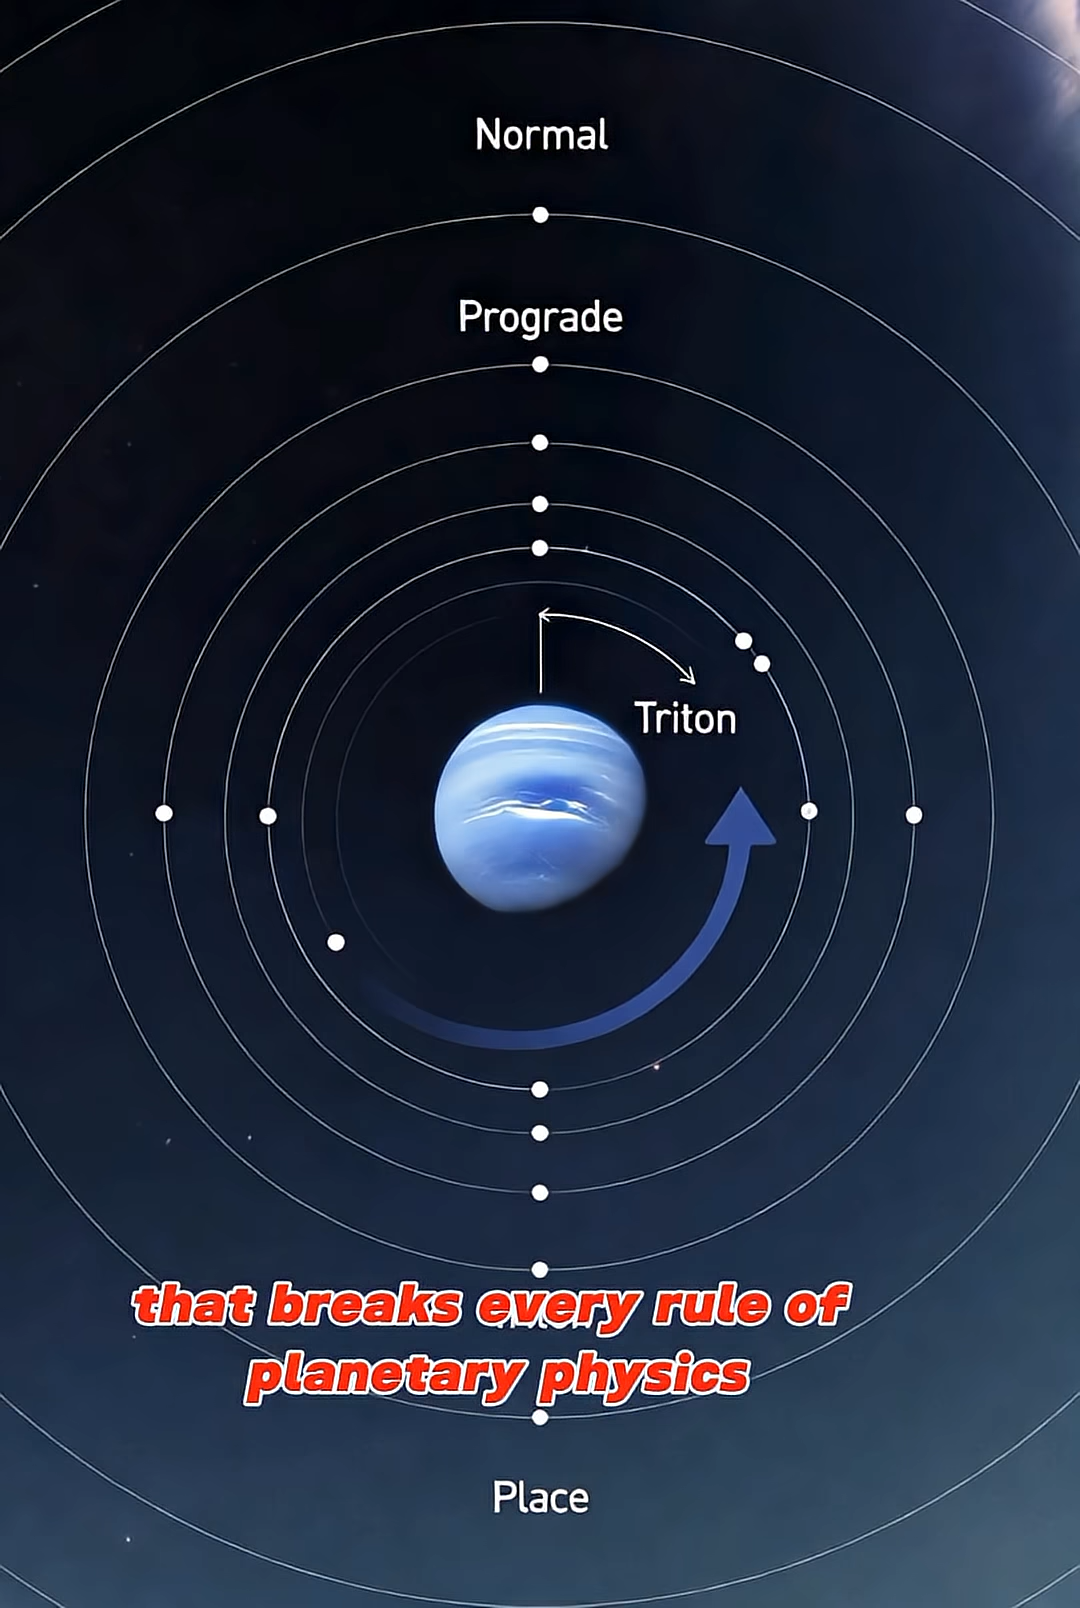 Normal
Prograde
Triton
that breaks every rule of
planetary physics
Place